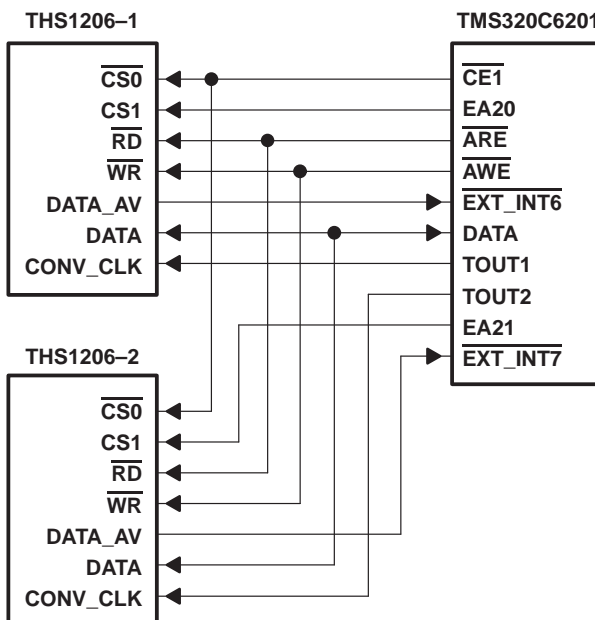 THS1206–1
CS0
CS1
RD
WR
DATA_AV
DATA
CONV_CLK
TMS320C6201
CE1
EA20
ARE
AWE
EXT_INT6
DATA
TOUT1
TOUT2
EA21
EXT_INT7
THS1206–2
CS0
CS1
RD
WR
DATA_AV
DATA
CONV_CLK